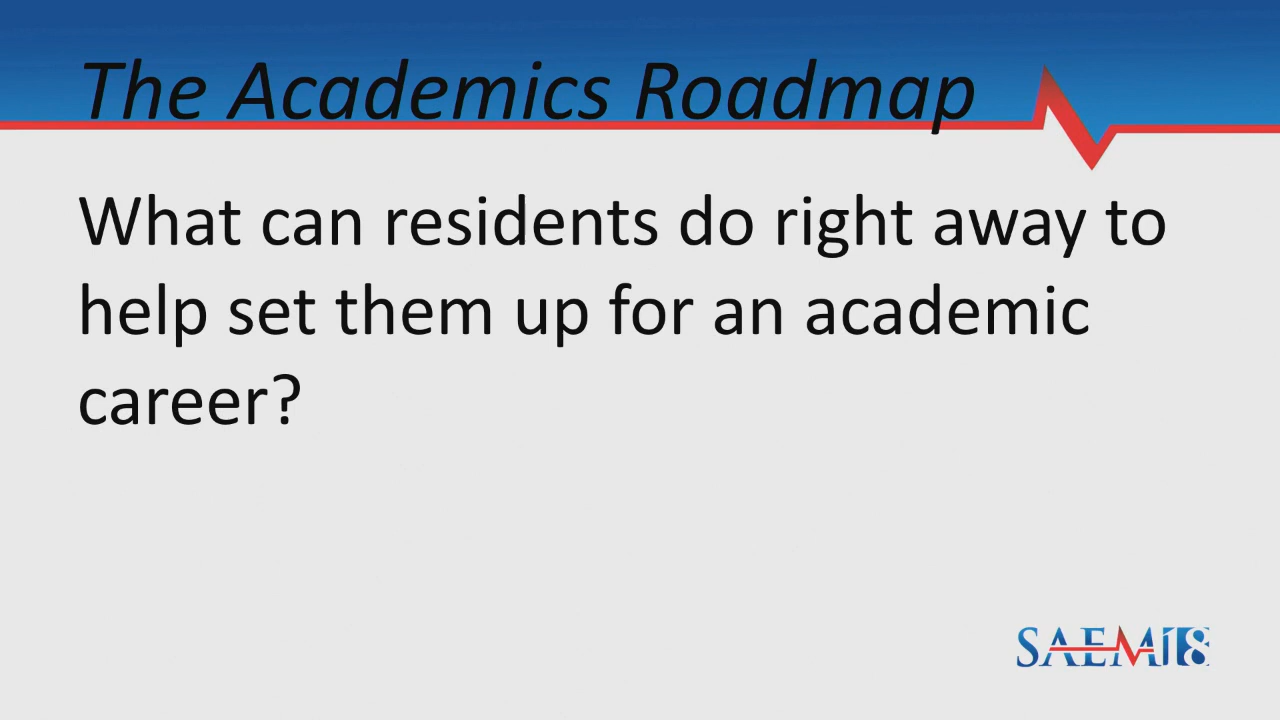 The Academics Roadmap
What can residents do right away to
help set them up for an academic
career?
SAEM18